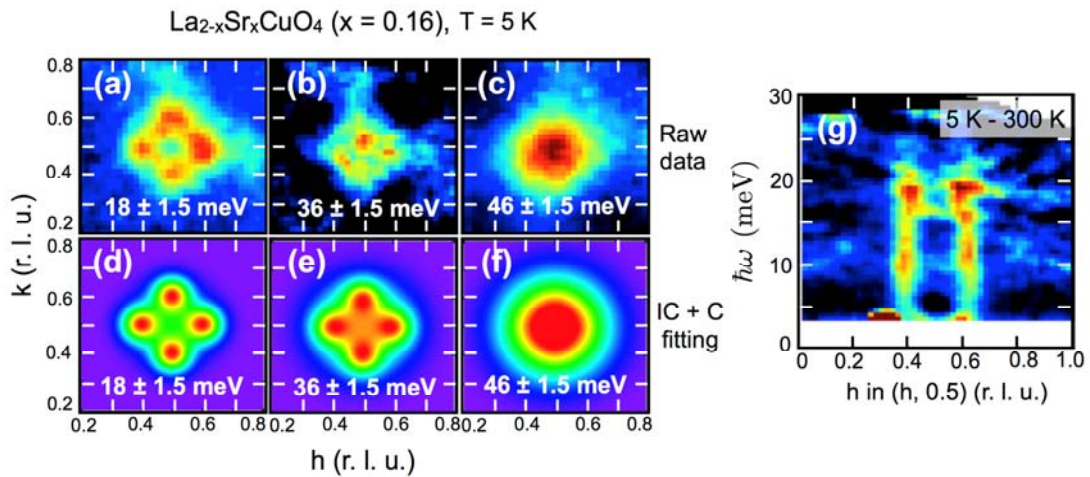 La2-xSrxCuO4 (x = 0.16), T = 5 K
(a) (b) (c)
18 ± 1.5 meV 36 ± 1.5 meV 46 ± 1.5 meV
Raw
data
(d) (e) (f)
18 ± 1.5 meV 36 ± 1.5 meV 46 ± 1.5 meV
IC + C
fitting
k (r. l. u.)
0.8
0.6
0.4
0.2
0.8
0.6
0.4
0.2
0.2 0.4 0.6 0.8 0.2 0.4 0.6 0.8 0.2 0.4 0.6 0.8
h (r. l. u.)
(g)
5 K - 300 K
ħω (meV)
30
20
10
0
0 0.2 0.4 0.6 0.8 1.0
h in (h, 0.5) (r. l. u.)